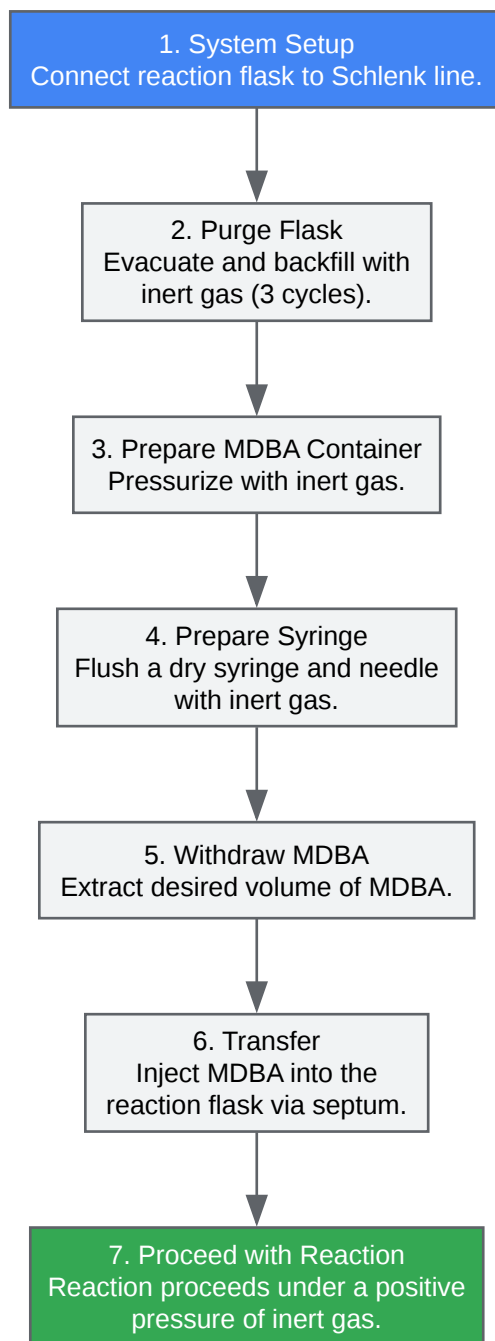 1. System Setup
Connect reaction flask to Schlenk line.
2. Purge Flask
Evacuate and backfill with
inert gas (3 cycles).
3. Prepare MDBA Container
Pressurize with inert gas.
4. Prepare Syringe
Flush a dry syringe and needle
with inert gas.
5. Withdraw MDBA
Extract desired volume of MDBA.
6. Transfer
Inject MDBA into the
reaction flask via septum.
7. Proceed with Reaction
Reaction proceeds under a positive
pressure of inert gas.